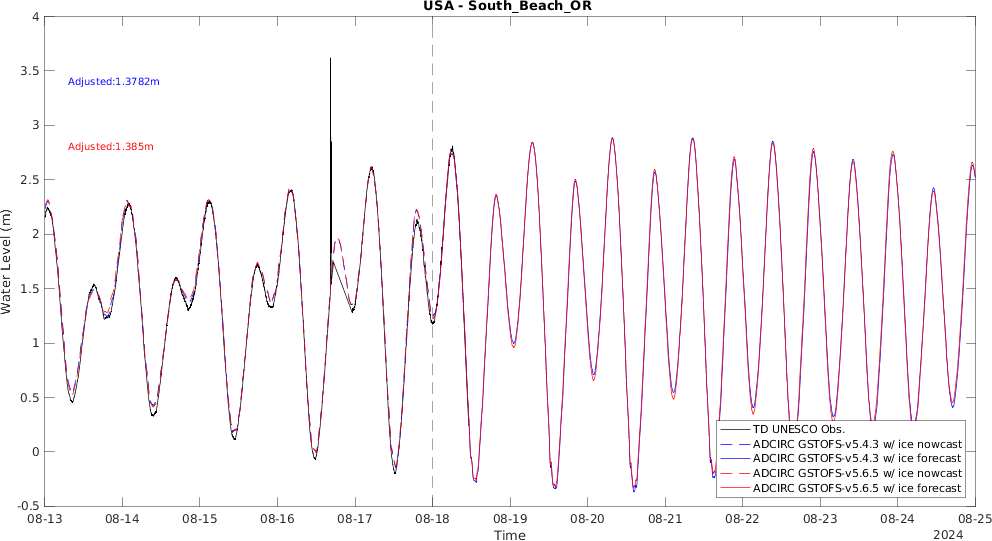 USA - South_Beach_OR
4
3.5
3
2.5
2
1.5
1
0.5
0
-0.5
Water Level (m)
Adjusted:1.3782m
Adjusted:1.385m
TD UNESCO Obs.
ADCIRC GSTOFS-v5.4.3 w/ ice nowcast
ADCIRC GSTOFS-v5.4.3 w/ ice forecast
ADCIRC GSTOFS-v5.6.5 w/ ice nowcast
ADCIRC GSTOFS-v5.6.5 w/ ice forecast
08-13 08-14 08-15 08-16 08-17 08-18 08-19 08-20 08-21 08-22 08-23 08-24 08-25
Time
2024